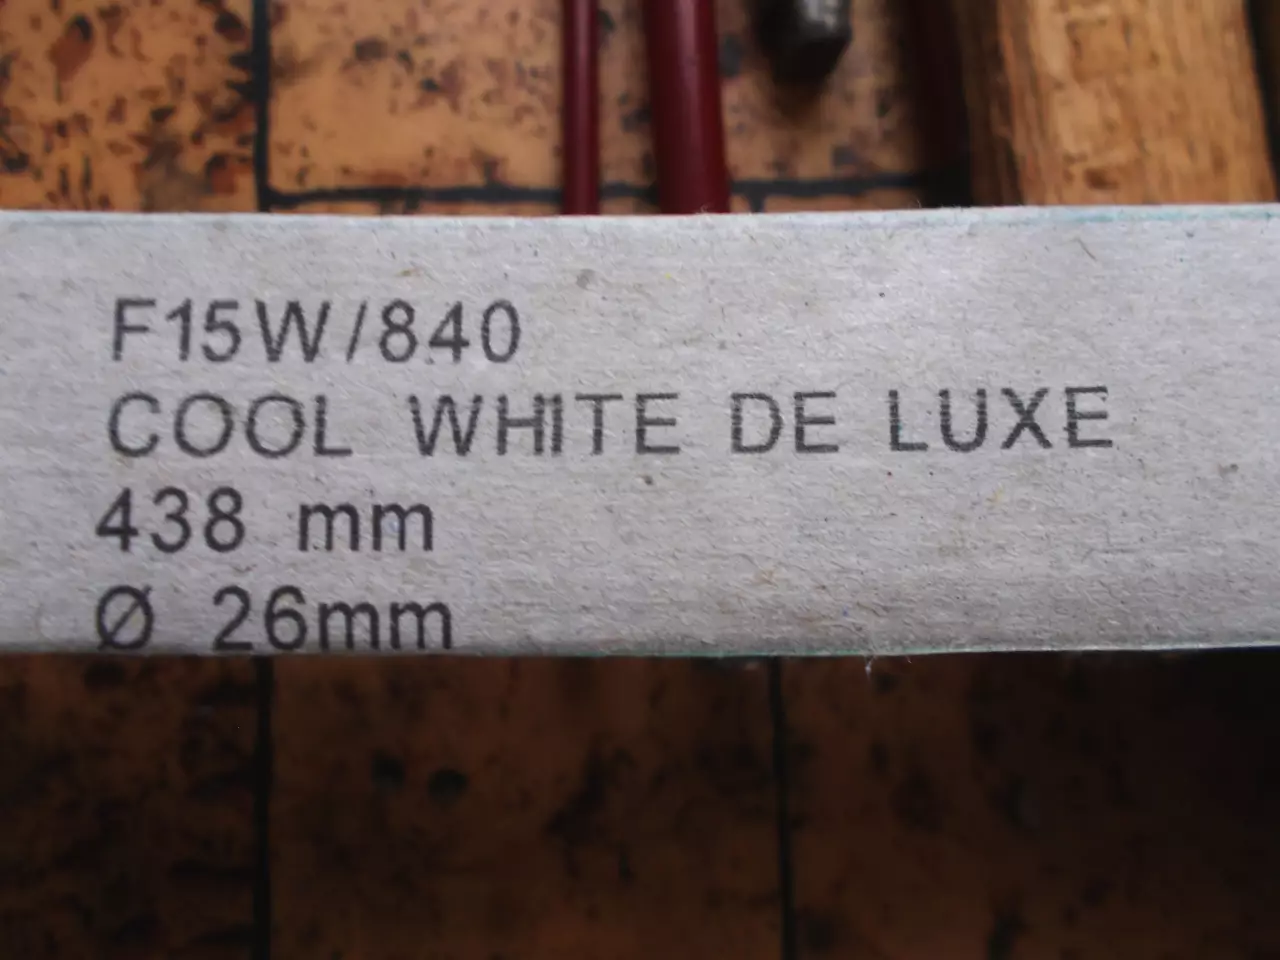 F15W/840
COOL WHITE DE LUXE
438 mm
Ø 26mm